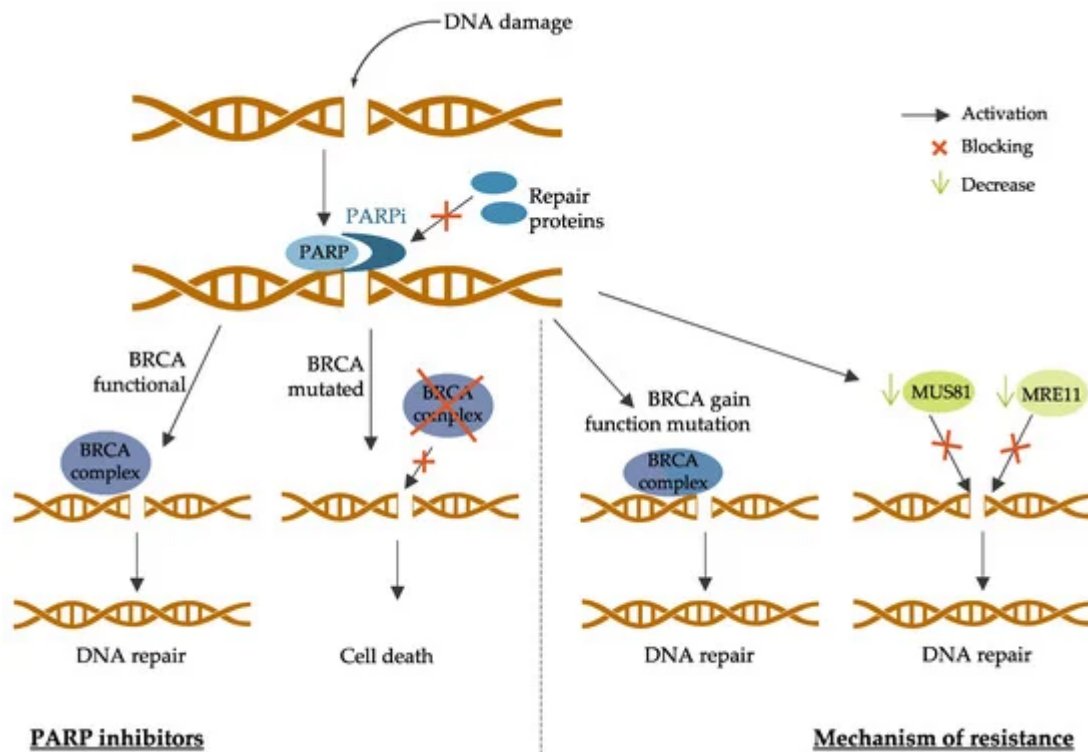 DNA damage
Activation
Blocking
Decrease
Repair
proteins
PARPi
PARP
BRCA
functional
BRCA
mutated
BRCA
complex
BRCA gain
function mutation
MUS81
MRE11
BRCA
complex
BRCA
complex
DNA repair
Cell death
DNA repair
DNA repair
PARP inhibitors
Mechanism of resistance